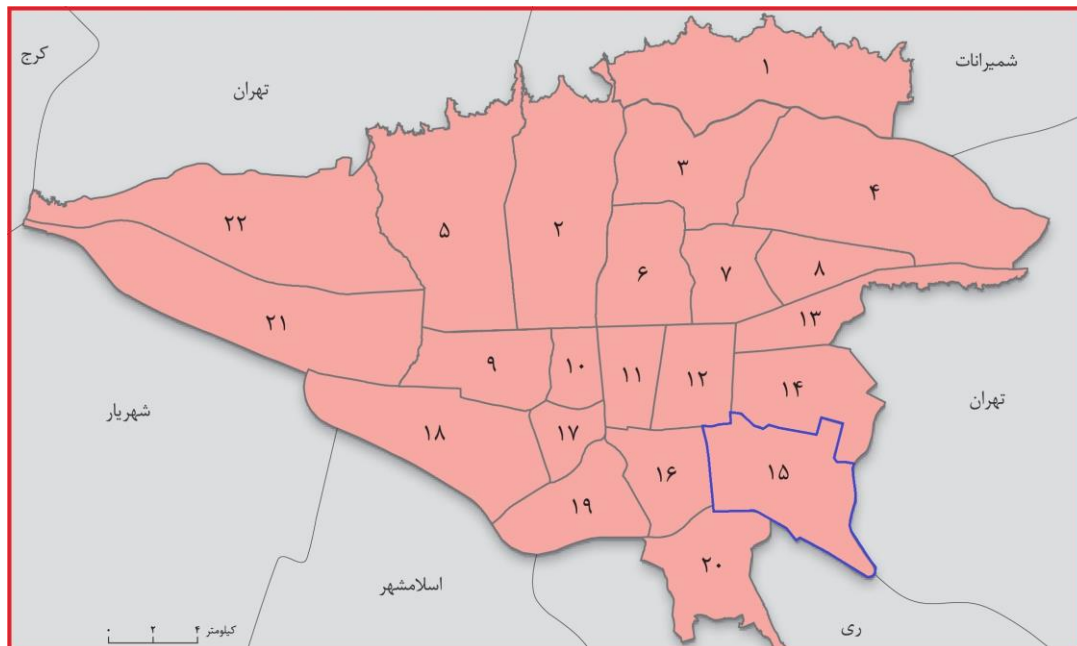 کرج
شمیرانات
۱
تهران
۳
۴
۲۲
۵
۲
۶
۷
۸
۲۱
۱۳
۹
۱۰
۱۱
۱۲
۱۴
تهران
شهریار
۱۸
۱۷
۱۶
۱۵
۱۹
۲۰
اسلامشهر
ری
۰ ۲ ۴ کیلومتر